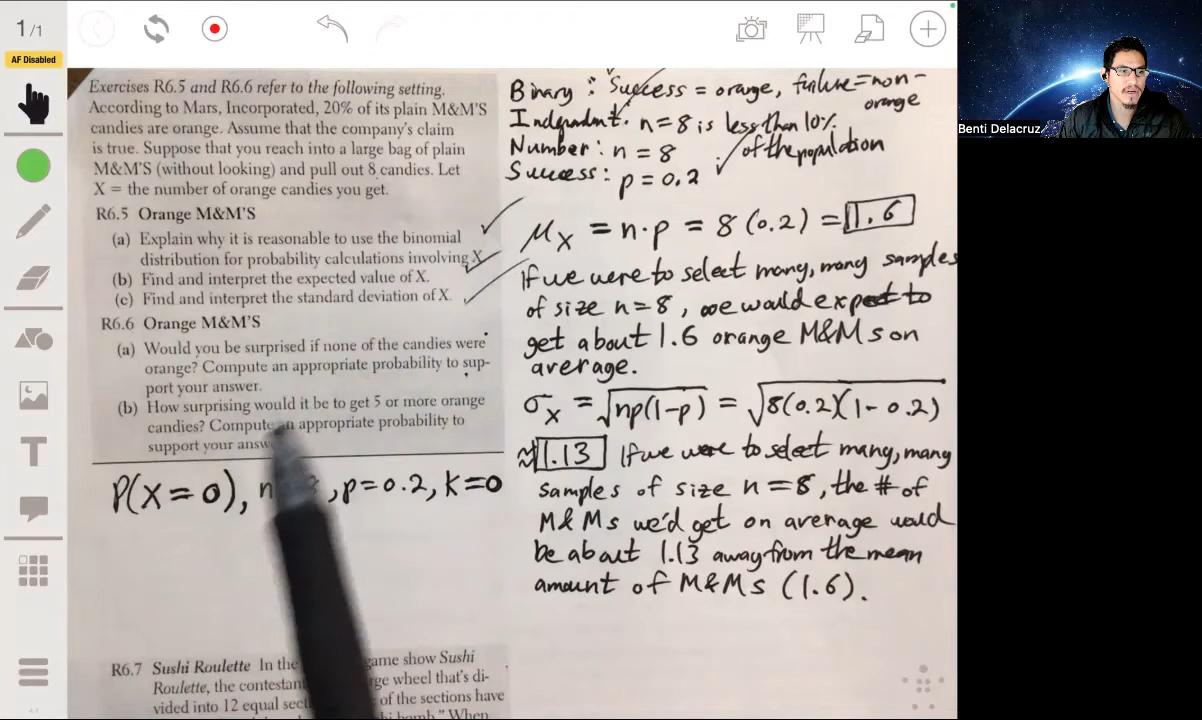 1/1
AF Disabled
Exercises R6.5 and R6.6 refer to the following setting.
According to Mars, Incorporated, 20% of its plain M&M'S
candies are orange. Assume that the company's claim
is true. Suppose that you reach into a large bag of plain
M&M'S (without looking) and pull out 8 candies. Let
X = the number of orange candies you get.
R6.5 Orange M&M'S
(a) Explain why it is reasonable to use the binomial
distribution for probability calculations involving X.
(b) Find and interpret the expected value of X.
(c) Find and interpret the standard deviation of X.
R6.6 Orange M&M'S
(a) Would you be surprised if none of the candies were
orange? Compute an appropriate probability to sup-
port your answer.
(b) How surprising would it be to get 5 or more orange
candies? Compute an appropriate probability to
support your answ
P(X=0), n , p=0.2, k=0
R6.7 Sushi Roulette In the game show Sushi
Roulette, the contestan rge wheel that's di-
vided into 12 equal sect of the sections have
When
Binary: Success = orange, failure = non-
orange
Independent: n=8 is less than 10%
of the population
Number: n = 8
Success: p = 0.2
μX = n·p = 8(0.2) = 1.6
If we were to select many, many samples
of size n=8, we would expect to
get about 1.6 orange M&Ms on
average.
σX = √np(1-p) = √8(0.2)(1-0.2)
≈ 1.13 If we were to select many, many
samples of size n=8, the # of
M&Ms we'd get on average would
be about 1.13 away from the mean
amount of M&Ms (1.6).
Benti Delacruz